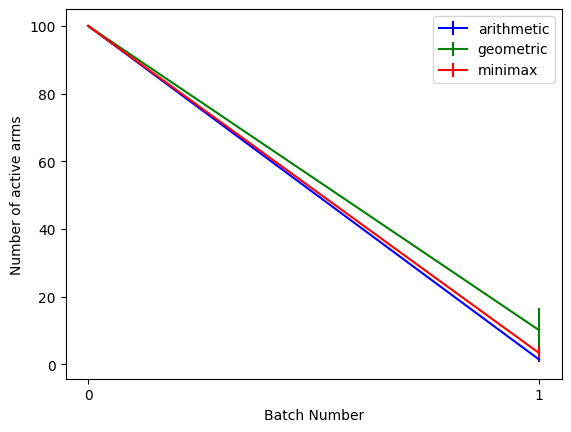 100
80
60
40
20
0
Number of active arms
arithmetic
geometric
minimax
0
1
Batch Number